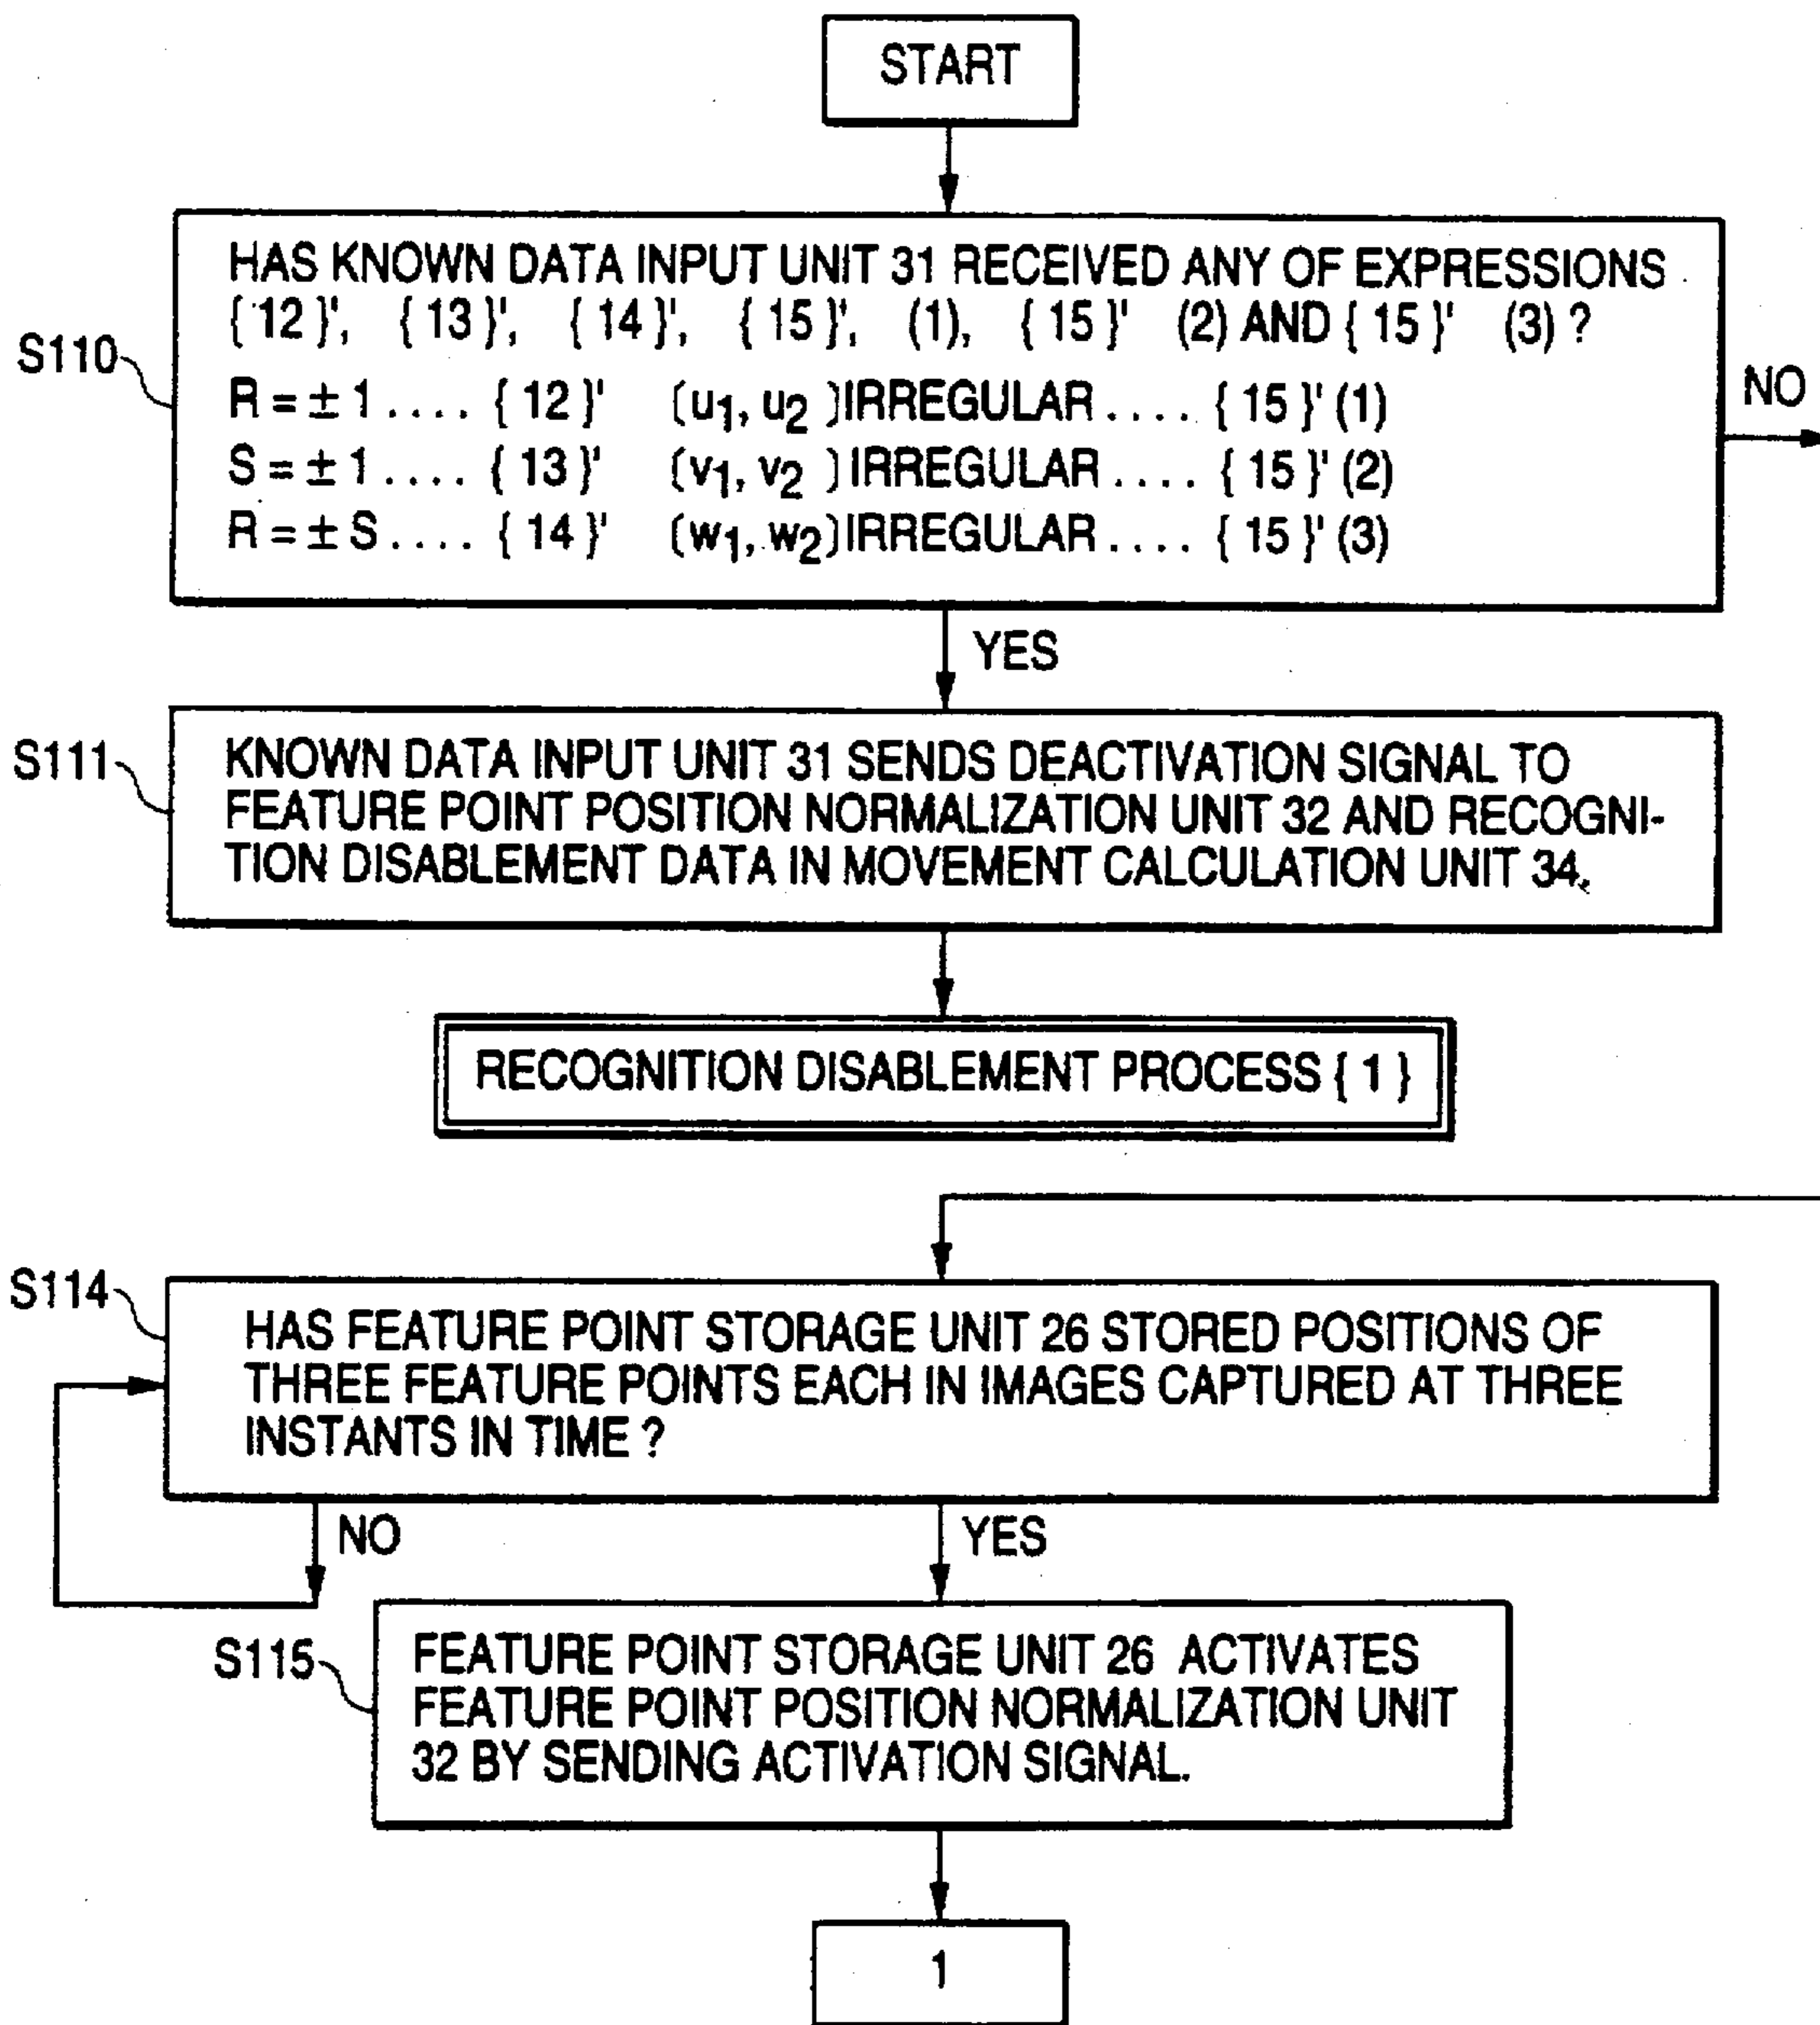 START
HAS KNOWN DATA INPUT UNIT 31 RECEIVED ANY OF EXPRESSIONS
{ 12 }', { 13 }', { 14 }', { 15 }', (1), { 15 }' (2) AND { 15 }' (3) ?
S110
R = ± 1 .... { 12 }' (u1, u2 ) IRREGULAR .... { 15 }' (1)
NO
S = ± 1 .... { 13 }' (v1, v2 ) IRREGULAR .... { 15 }' (2)
R = ± S .... { 14 }' (w1, w2) IRREGULAR .... { 15 }' (3)
YES
S111
KNOWN DATA INPUT UNIT 31 SENDS DEACTIVATION SIGNAL TO
FEATURE POINT POSITION NORMALIZATION UNIT 32 AND RECOGNI-
TION DISABLEMENT DATA IN MOVEMENT CALCULATION UNIT 34.
RECOGNITION DISABLEMENT PROCESS { 1 }
S114
HAS FEATURE POINT STORAGE UNIT 26 STORED POSITIONS OF
THREE FEATURE POINTS EACH IN IMAGES CAPTURED AT THREE
INSTANTS IN TIME ?
NO
YES
S115
FEATURE POINT STORAGE UNIT 26 ACTIVATES
FEATURE POINT POSITION NORMALIZATION UNIT
32 BY SENDING ACTIVATION SIGNAL.
1